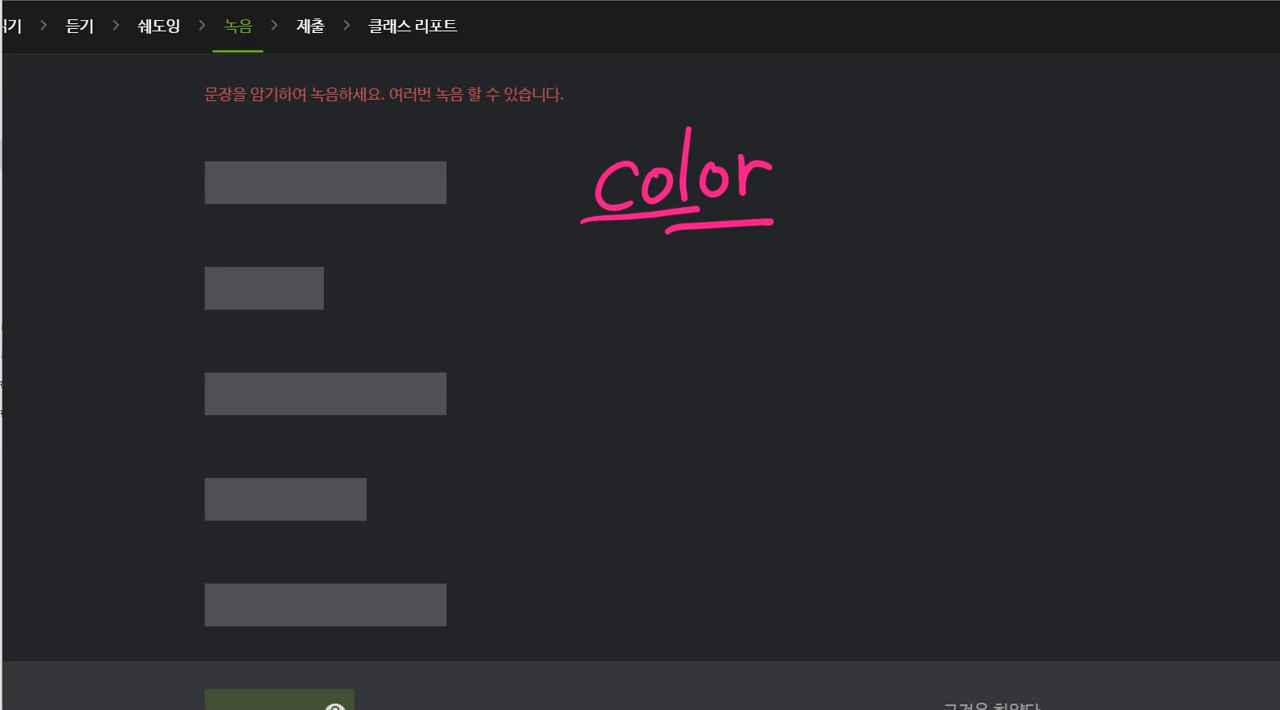 듣기 > 쉐도잉 > 녹음 > 제출 > 클래스 리포트
문장을 암기하여 녹음하세요. 여러번 녹음 할 수 있습니다.
color